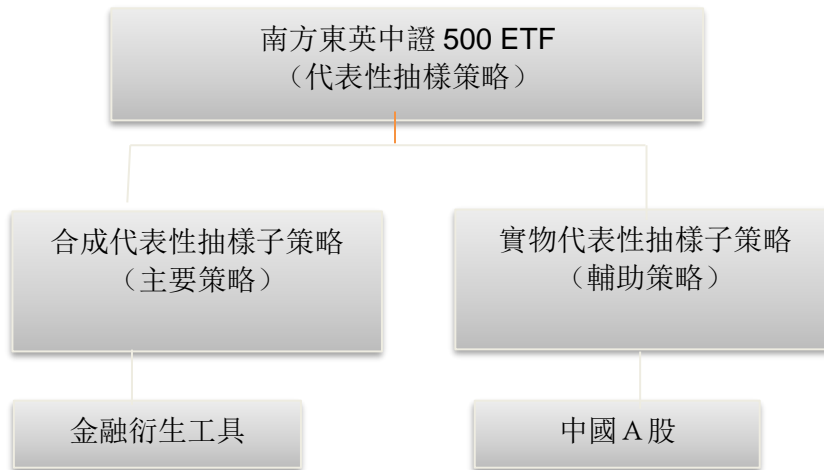 南方東英中證 500 ETF
（代表性抽樣策略）
合成代表性抽樣子策略
（主要策略）
實物代表性抽樣子策略
（輔助策略）
金融衍生工具
中國Ａ股